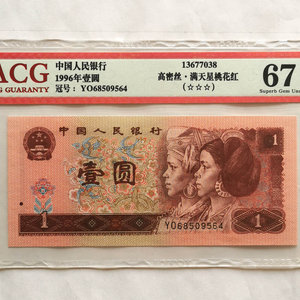 ACG
GUARANTEE
中国人民银行
1996年壹圆
冠号: YO68509564
13677038
高密丝·满天星桃花红
(☆☆☆)
67
Superb Gem Unc
中国人民银行
1
壹圆
1
1
YO68509564